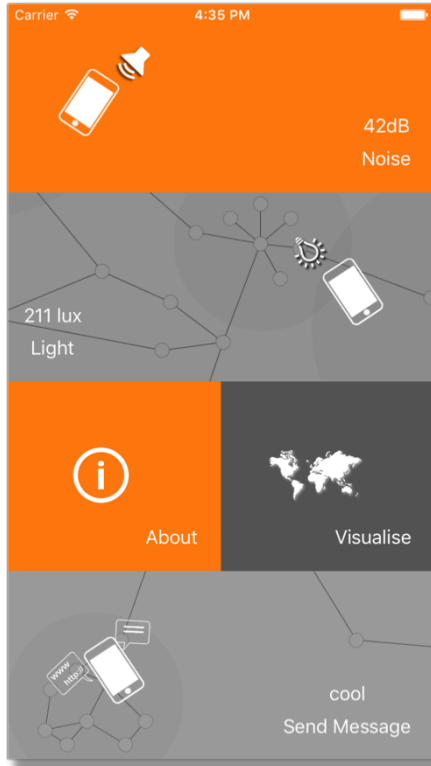 Carrier 4:35 PM
42dB
Noise
211 lux
Light
i
About
Visualise
www
http://
cool
Send Message